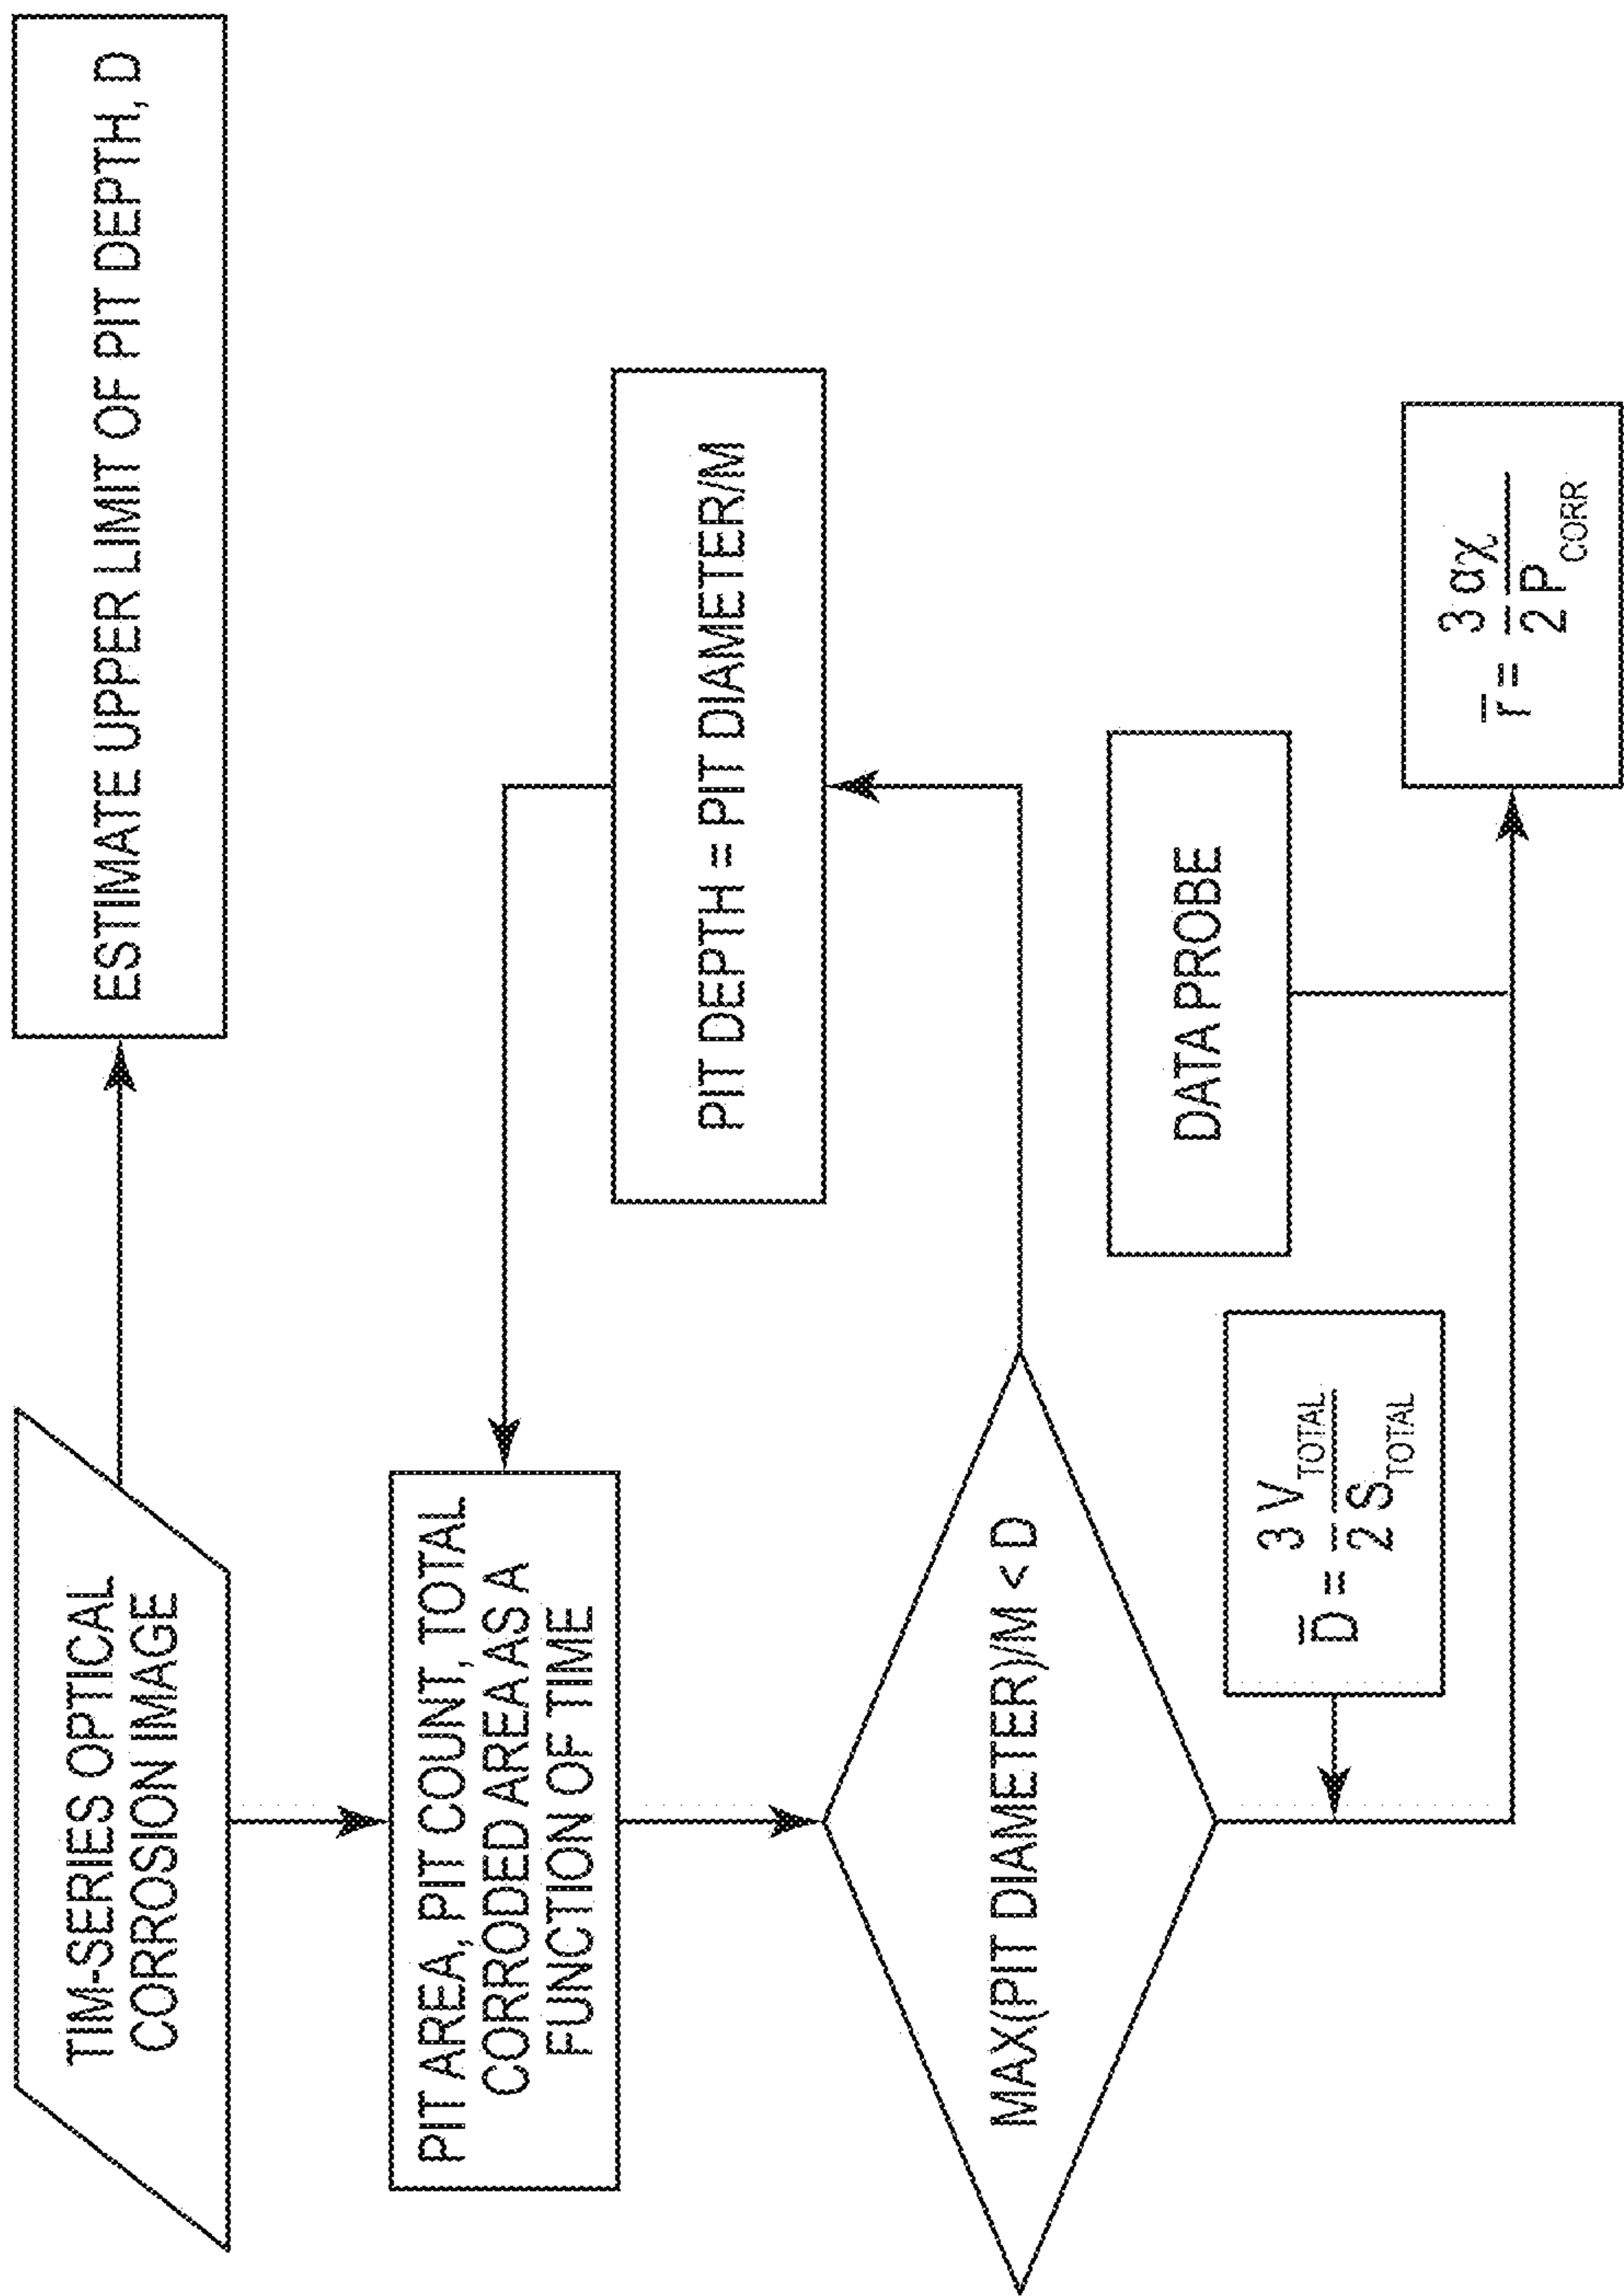 TIM-SERIES OPTICAL
CORROSION IMAGE
ESTIMATE UPPER LIMIT OF PIT DEPTH, D
PIT AREA, PIT COUNT, TOTAL
CORRODED AREA AS A
FUNCTION OF TIME
PIT DEPTH = PIT DIAMETER/M
MAX(PIT DIAMETER)/M < D
DATA PROBE
D̅ = 3 V_TOTAL / 2 S_TOTAL
r̅ = 3 αχ / 2 P_CORR